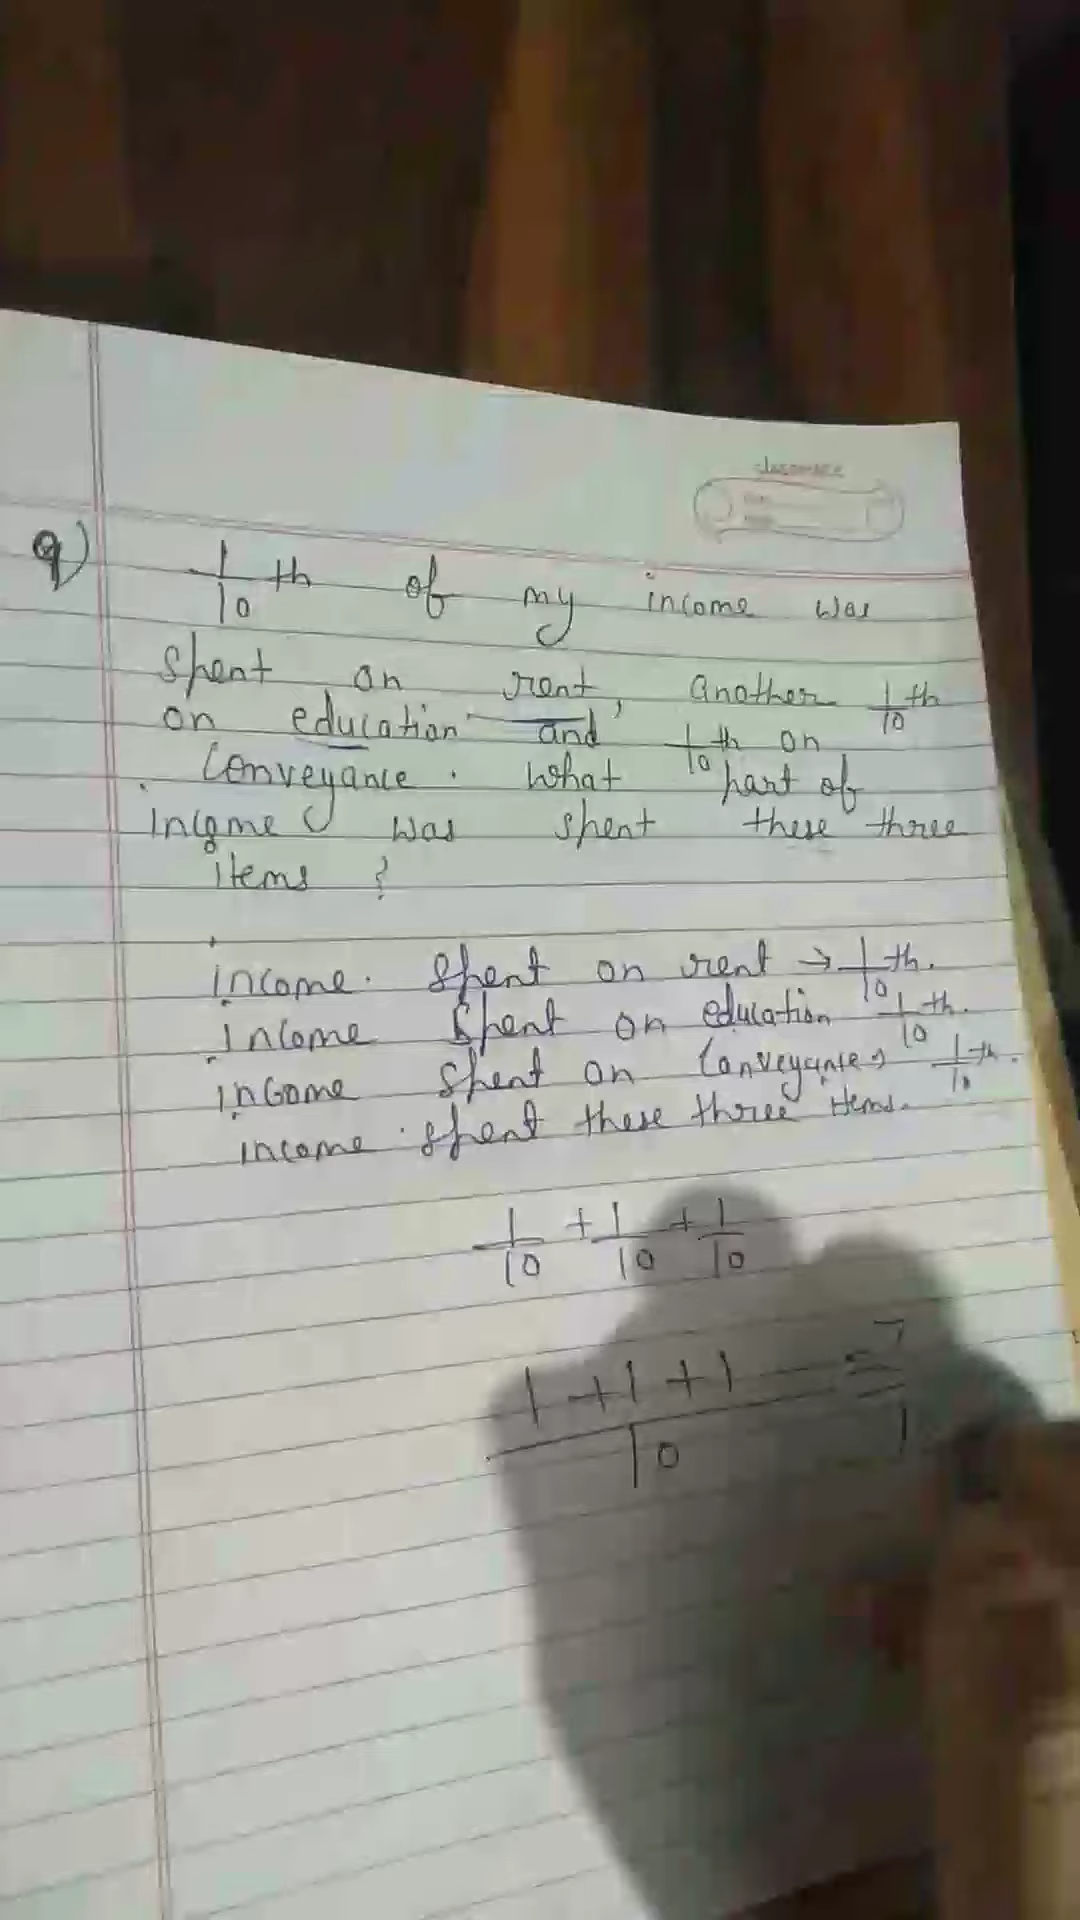 classmate
q)
1/10 th of my income was
spent on rent, another 1/10 th
on education and 1/10 th on
Conveyance. what part of
income was spent these three
items ?
income. spent on rent → 1/10 th.
income spent on education 1/10 th.
income spent on Conveyance → 1/10 th.
income spent these three items.
1/10 + 1/10 + 1/10
1+1+1/10 =